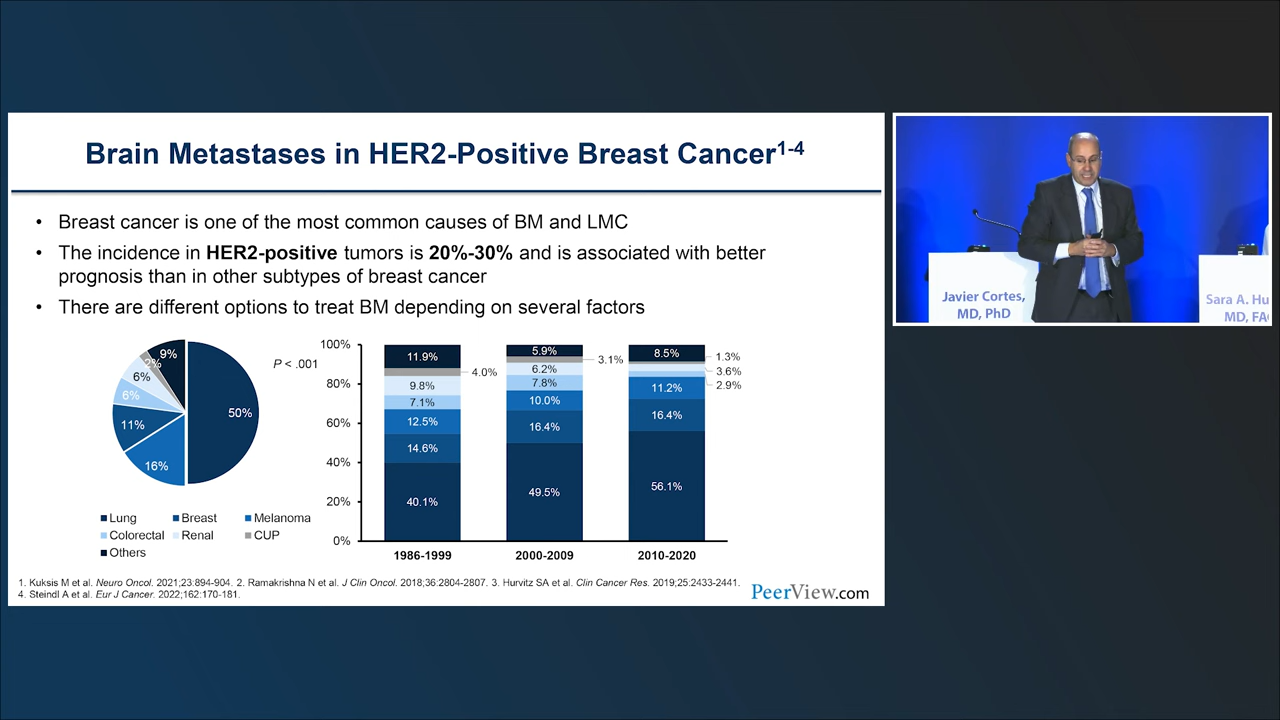 Brain Metastases in HER2-Positive Breast Cancer1-4
• Breast cancer is one of the most common causes of BM and LMC
• The incidence in HER2-positive tumors is 20%-30% and is associated with better
prognosis than in other subtypes of breast cancer
• There are different options to treat BM depending on several factors
9%
2%
6%
6%
11%
16%
50%
Lung Breast Melanoma
Colorectal Renal CUP
Others
P < .001
100%
80%
60%
40%
20%
0%
11.9%
4.0%
9.8%
7.1%
12.5%
14.6%
40.1%
1986-1999
5.9%
3.1%
6.2%
7.8%
10.0%
16.4%
49.5%
2000-2009
8.5%
1.3%
3.6%
2.9%
11.2%
16.4%
56.1%
2010-2020
1. Kuksis M et al. Neuro Oncol. 2021;23:894-904. 2. Ramakrishna N et al. J Clin Oncol. 2018;36:2804-2807. 3. Hurvitz SA et al. Clin Cancer Res. 2019;25:2433-2441.
4. Steindl A et al. Eur J Cancer. 2022;162:170-181.
PeerView.com
Javier Cortes,
MD, PhD
Sara A. Hu
MD, FA